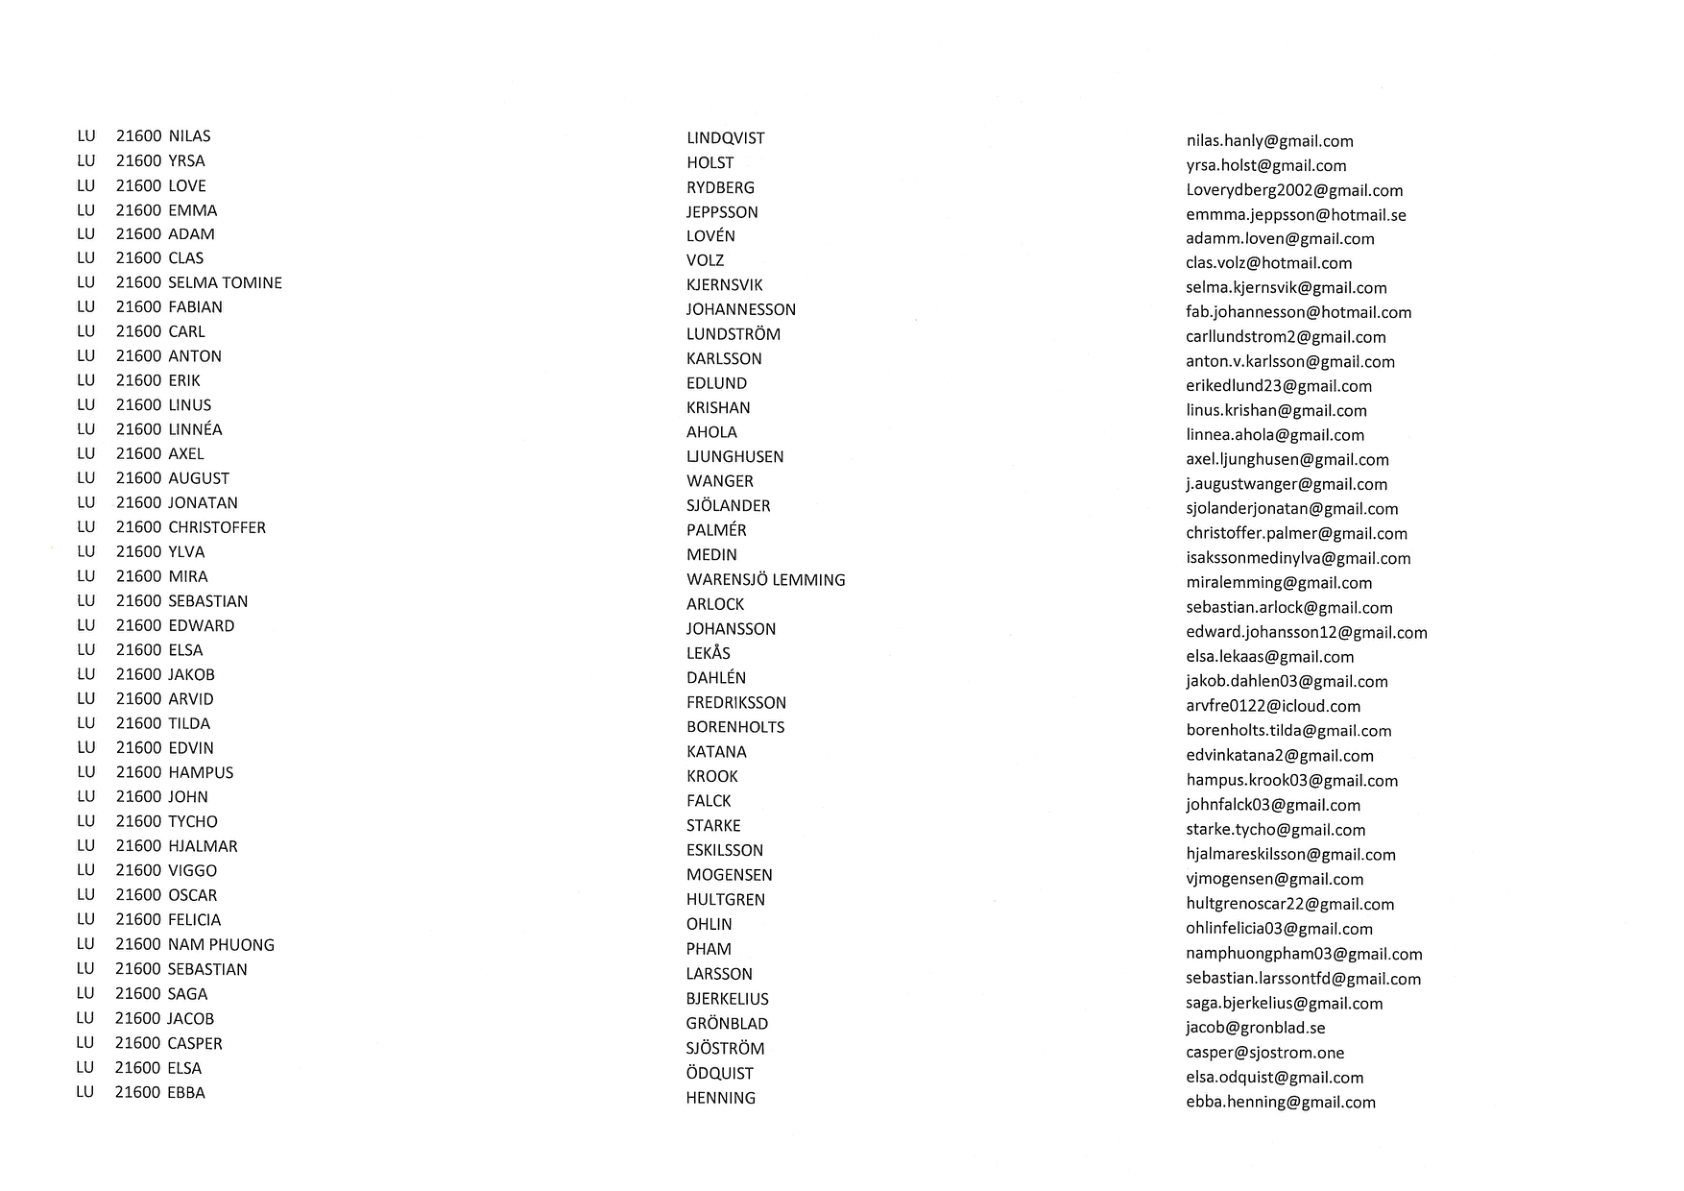 LU 21600 NILAS LINDQVIST nilas.hanly@gmail.com
LU 21600 YRSA HOLST yrsa.holst@gmail.com
LU 21600 LOVE RYDBERG Loverydberg2002@gmail.com
LU 21600 EMMA JEPPSSON emmma.jeppsson@hotmail.se
LU 21600 ADAM LOVÉN adamm.loven@gmail.com
LU 21600 CLAS VOLZ clas.volz@hotmail.com
LU 21600 SELMA TOMINE KJERNSVIK selma.kjernsvik@gmail.com
LU 21600 FABIAN JOHANNESSON fab.johannesson@hotmail.com
LU 21600 CARL LUNDSTRÖM carllundstrom2@gmail.com
LU 21600 ANTON KARLSSON anton.v.karlsson@gmail.com
LU 21600 ERIK EDLUND erikedlund23@gmail.com
LU 21600 LINUS KRISHAN linus.krishan@gmail.com
LU 21600 LINNÉA AHOLA linnea.ahola@gmail.com
LU 21600 AXEL LJUNGHUSEN axel.ljunghusen@gmail.com
LU 21600 AUGUST WANGER j.augustwanger@gmail.com
LU 21600 JONATAN SJÖLANDER sjolanderjonatan@gmail.com
LU 21600 CHRISTOFFER PALMÉR christoffer.palmer@gmail.com
LU 21600 YLVA MEDIN isakssonmedinylva@gmail.com
LU 21600 MIRA WARENSJÖ LEMMING miralemming@gmail.com
LU 21600 SEBASTIAN ARLOCK sebastian.arlock@gmail.com
LU 21600 EDWARD JOHANSSON edward.johansson12@gmail.com
LU 21600 ELSA LEKÅS elsa.lekaas@gmail.com
LU 21600 JAKOB DAHLÉN jakob.dahlen03@gmail.com
LU 21600 ARVID FREDRIKSSON arvfre0122@icloud.com
LU 21600 TILDA BORENHOLTS borenholts.tilda@gmail.com
LU 21600 EDVIN KATANA edvinkatana2@gmail.com
LU 21600 HAMPUS KROOK hampus.krook03@gmail.com
LU 21600 JOHN FALCK johnfalck03@gmail.com
LU 21600 TYCHO STARKE starke.tycho@gmail.com
LU 21600 HJALMAR ESKILSSON hjalmareskilsson@gmail.com
LU 21600 VIGGO MOGENSEN vjmogensen@gmail.com
LU 21600 OSCAR HULTGREN hultgrenoscar22@gmail.com
LU 21600 FELICIA OHLIN ohlinfelicia03@gmail.com
LU 21600 NAM PHUONG PHAM namphuongpham03@gmail.com
LU 21600 SEBASTIAN LARSSON sebastian.larssontfd@gmail.com
LU 21600 SAGA BJERKELIUS saga.bjerkelius@gmail.com
LU 21600 JACOB GRÖNBLAD jacob@gronblad.se
LU 21600 CASPER SJÖSTRÖM casper@sjostrom.one
LU 21600 ELSA ÖDQUIST elsa.odquist@gmail.com
LU 21600 EBBA HENNING ebba.henning@gmail.com